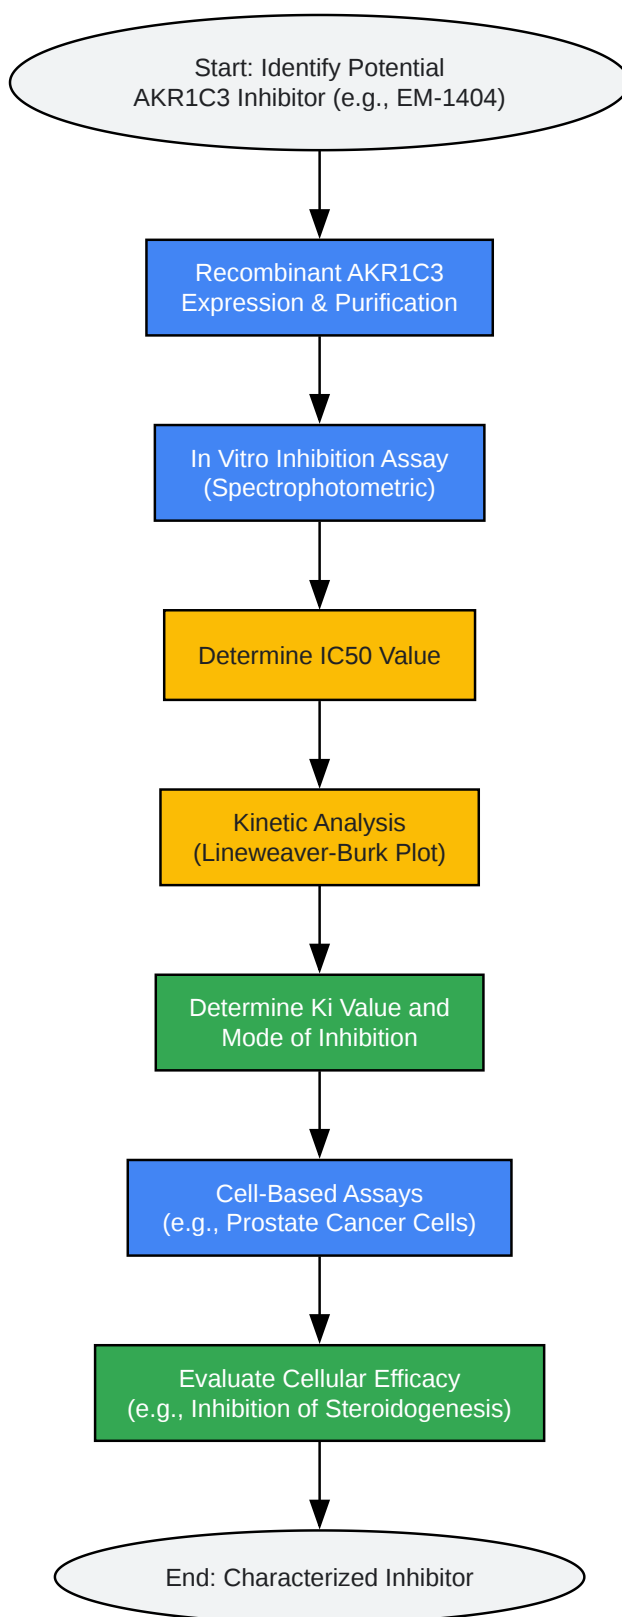 Start: Identify Potential
AKR1C3 Inhibitor (e.g., EM-1404)
Recombinant AKR1C3
Expression & Purification
In Vitro Inhibition Assay
(Spectrophotometric)
Determine IC50 Value
Kinetic Analysis
(Lineweaver-Burk Plot)
Determine Ki Value and
Mode of Inhibition
Cell-Based Assays
(e.g., Prostate Cancer Cells)
Evaluate Cellular Efficacy
(e.g., Inhibition of Steroidogenesis)
End: Characterized Inhibitor